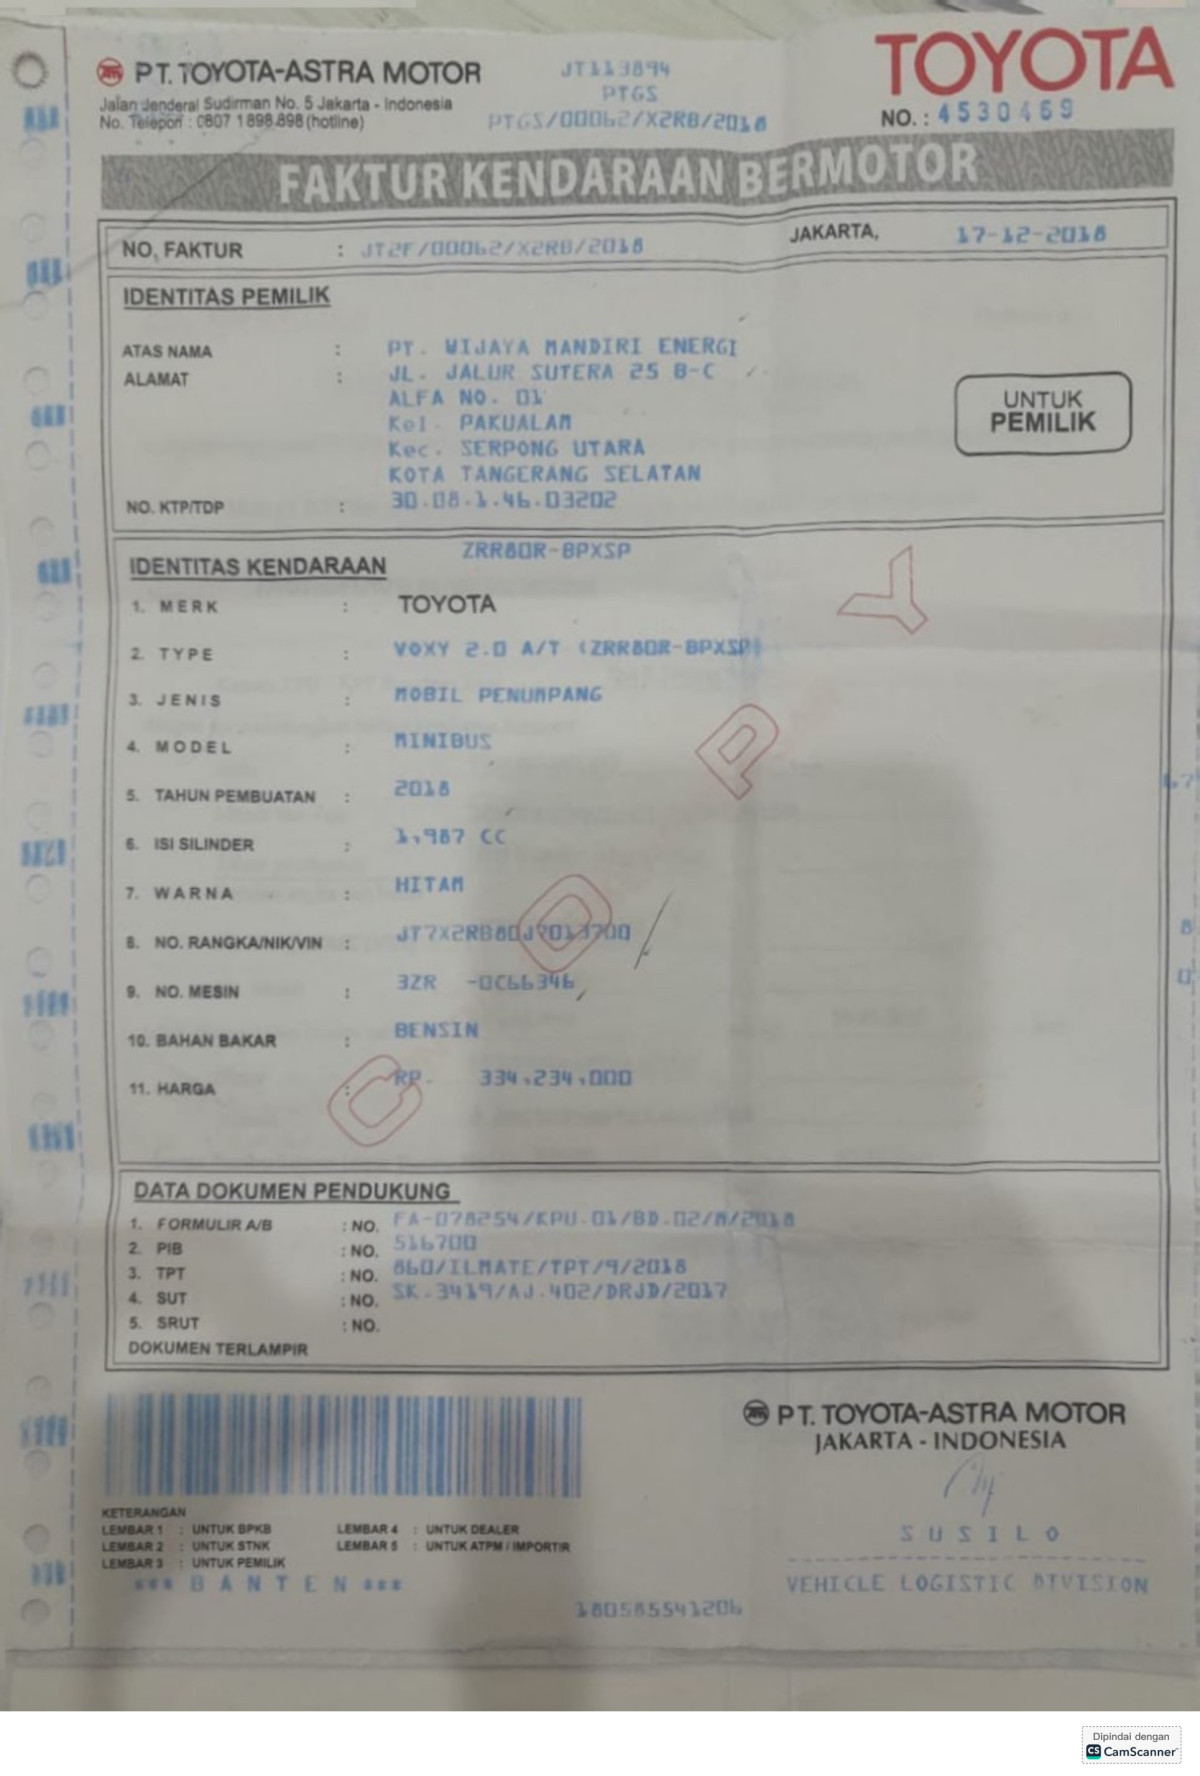 PT. TOYOTA-ASTRA MOTOR
Jalan Jenderal Sudirman No. 5 Jakarta - Indonesia
No. Telepon : 0807 1 898 898 (hotline)
JT113894
PTGS
PTGS/00062/X2RB/2018
TOYOTA
NO. : 4530469
FAKTUR KENDARAAN BERMOTOR
NO. FAKTUR : JT2F/00062/X2RB/2018 JAKARTA, 17-12-2018
IDENTITAS PEMILIK
ATAS NAMA : PT. WIJAYA MANDIRI ENERGI
ALAMAT : JL. JALUR SUTERA 25 B-C
ALFA NO. 01
Kel. PAKUALAM
Kec. SERPONG UTARA
KOTA TANGERANG SELATAN
NO. KTP/TDP : 30.08.1.46.03202
UNTUK
PEMILIK
ZRR80R-BPXSP
IDENTITAS KENDARAAN
1. MERK : TOYOTA
2. TYPE : VOXY 2.0 A/T (ZRR80R-BPXSP)
3. JENIS : MOBIL PENUMPANG
4. MODEL : MINIBUS
5. TAHUN PEMBUATAN : 2018
6. ISI SILINDER : 1,987 CC
7. WARNA : HITAM
8. NO. RANGKA/NIK/VIN : JT7X2RB80J7013700
9. NO. MESIN : 3ZR -0C66346
10. BAHAN BAKAR : BENSIN
11. HARGA : RP. 334,234,000
COPY
DATA DOKUMEN PENDUKUNG
1. FORMULIR A/B : NO. FA-078254/KPU.01/BD.02/M/2018
2. PIB : NO. 516700
3. TPT : NO. 860/ILMATE/TPT/9/2018
4. SUT : NO. SK.3419/AJ.402/DRJD/2017
5. SRUT : NO.
DOKUMEN TERLAMPIR
PT. TOYOTA-ASTRA MOTOR
JAKARTA - INDONESIA
SUSILO
VEHICLE LOGISTIC DIVISION
KETERANGAN
LEMBAR 1 : UNTUK BPKB LEMBAR 4 : UNTUK DEALER
LEMBAR 2 : UNTUK STNK LEMBAR 5 : UNTUK ATPM / IMPORTIR
LEMBAR 3 : UNTUK PEMILIK
*** BANTEN ***
180585541206
Dipindai dengan
CS CamScanner